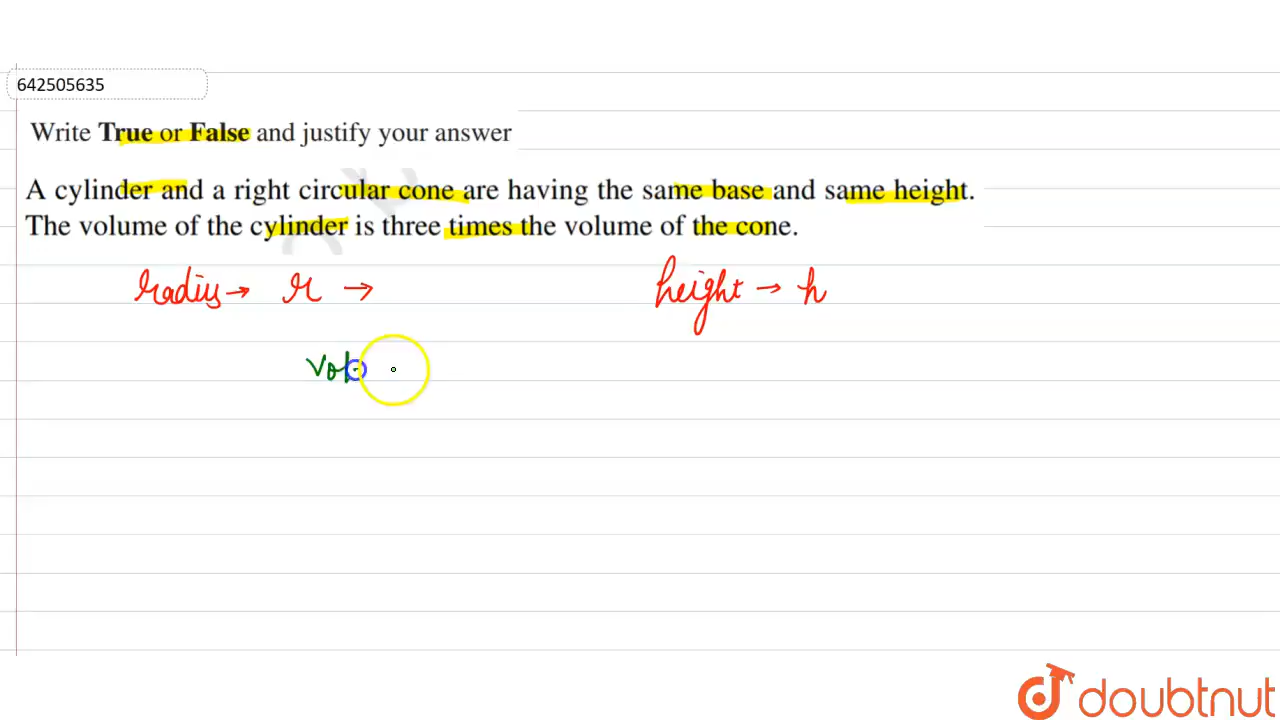 642505635
Write True or False and justify your answer
A cylinder and a right circular cone are having the same base and same height.
The volume of the cylinder is three times the volume of the cone.
radius → r → height → h
Vol
doubtnut